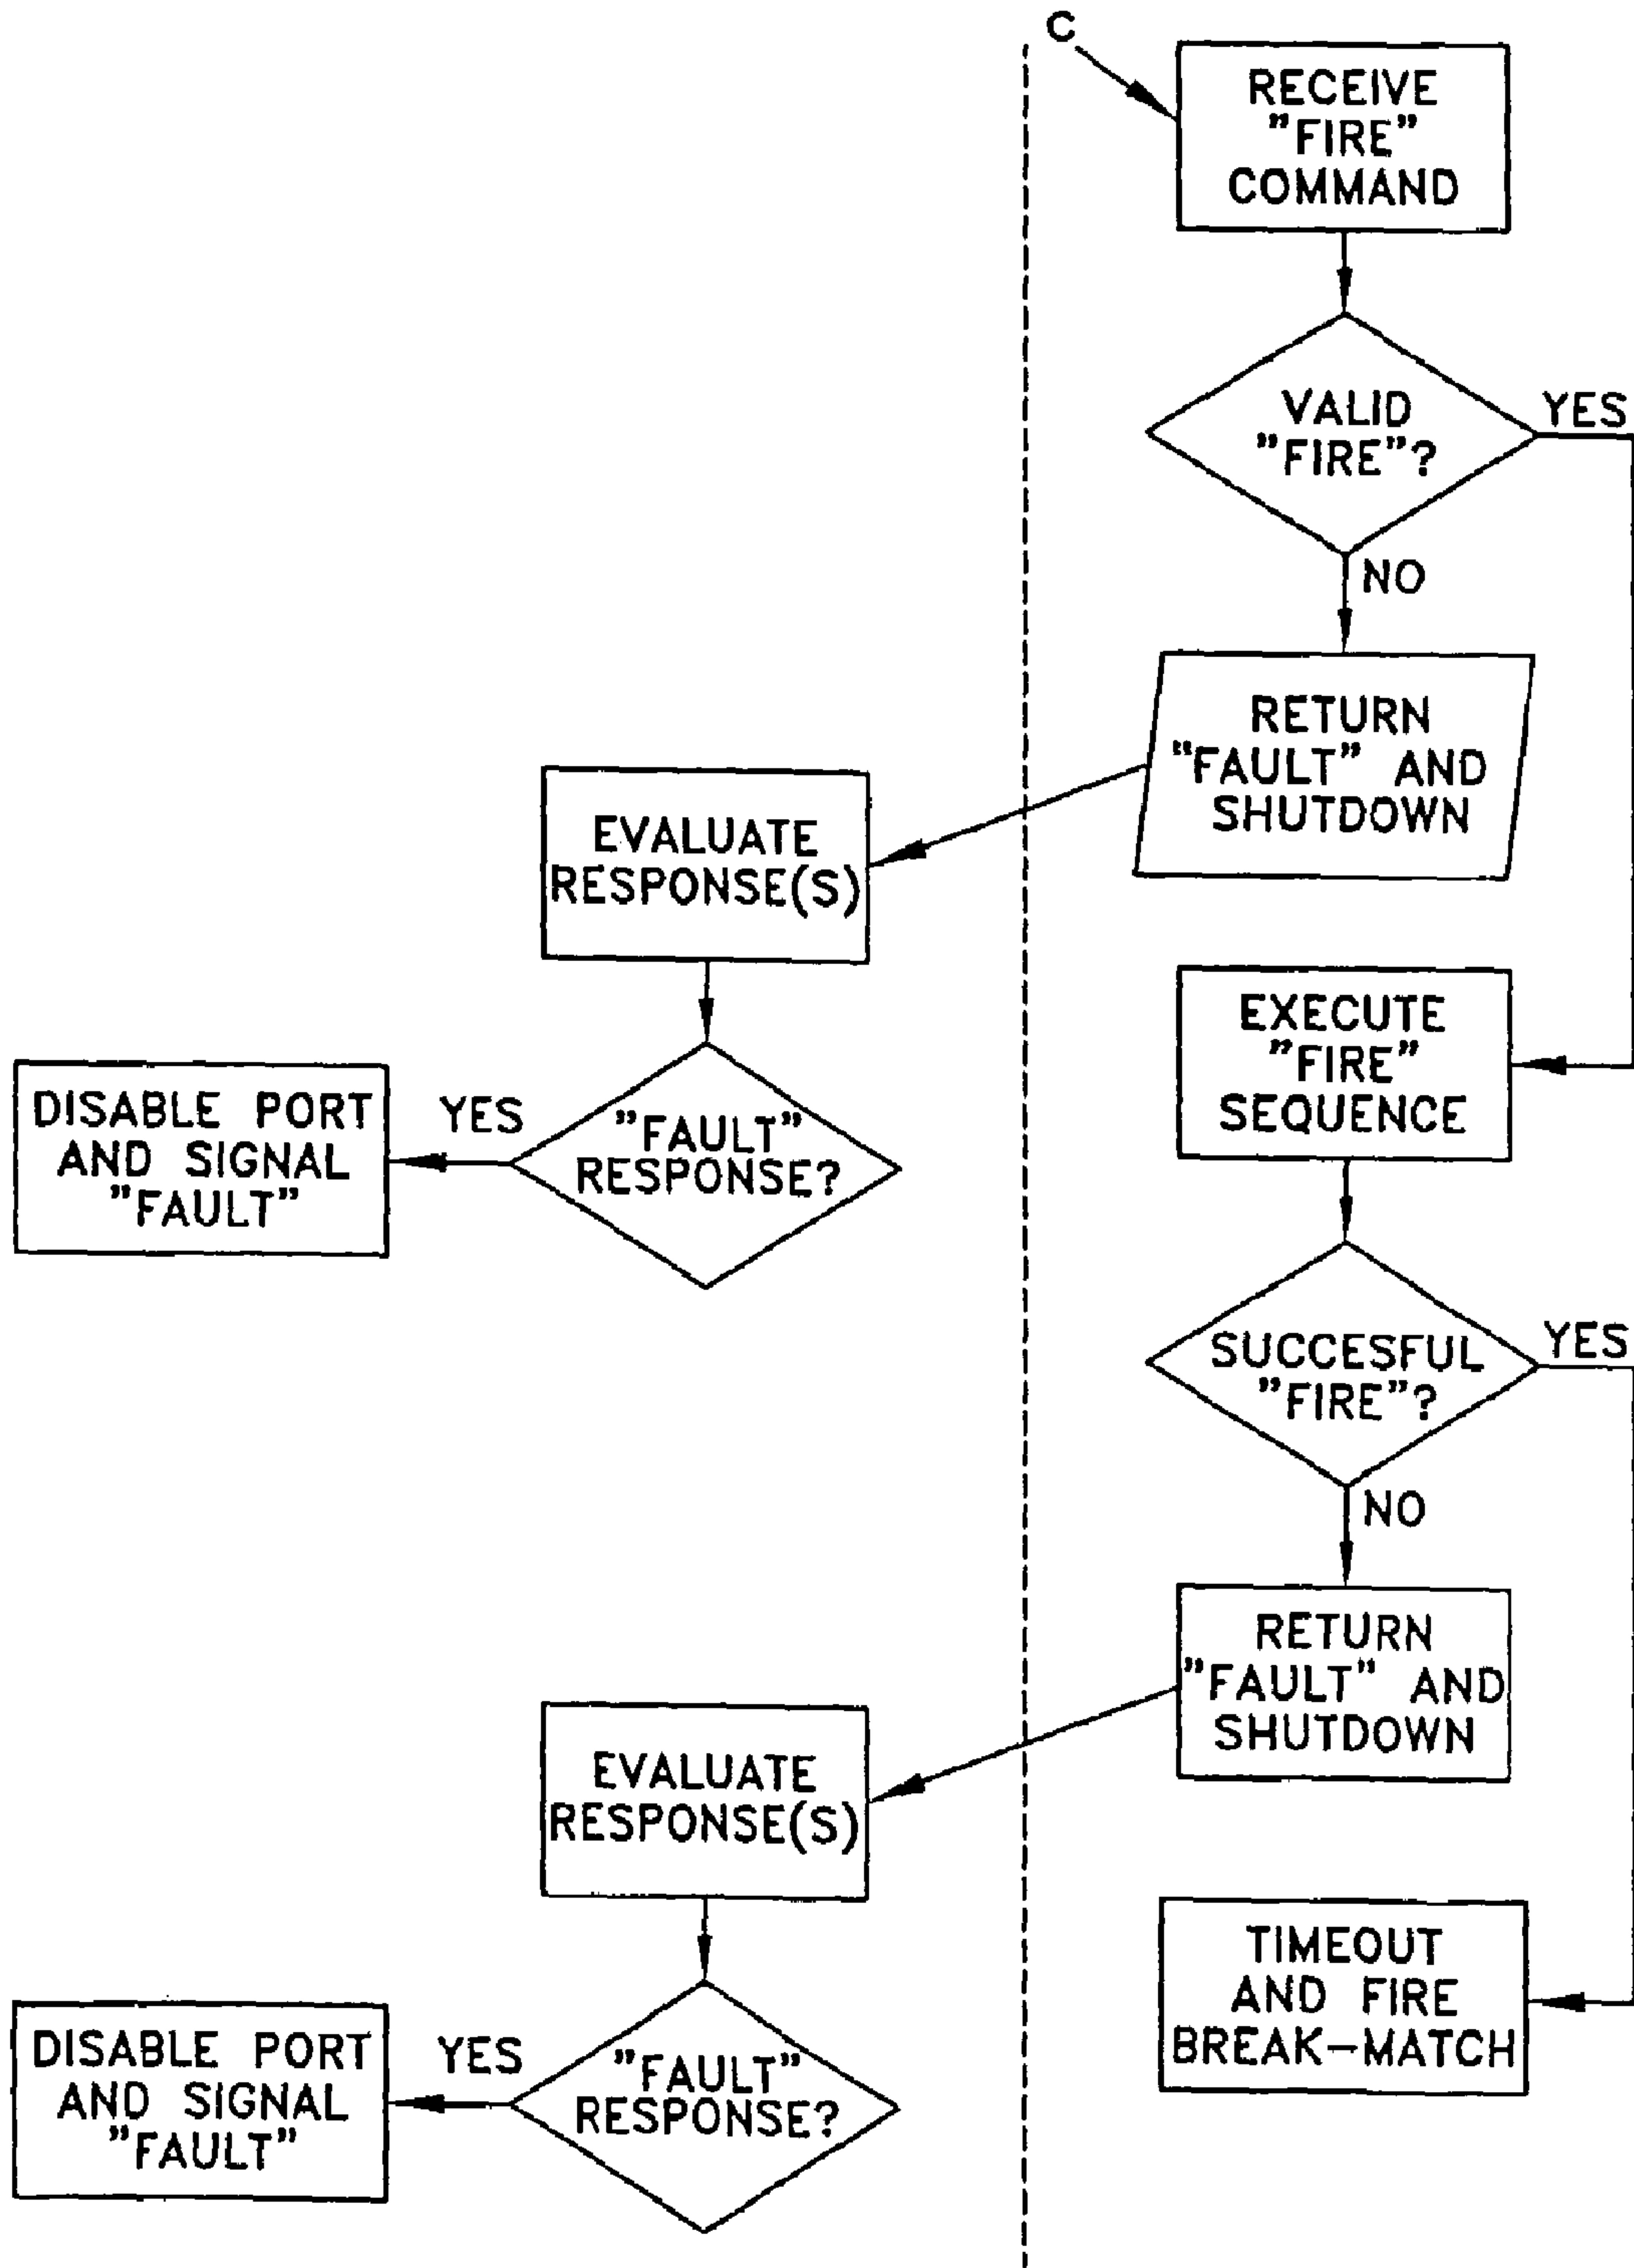 C
RECEIVE
"FIRE"
COMMAND
VALID
"FIRE"?
YES
NO
RETURN
"FAULT" AND
SHUTDOWN
EVALUATE
RESPONSE(S)
"FAULT"
RESPONSE?
YES
DISABLE PORT
AND SIGNAL
"FAULT"
EXECUTE
"FIRE"
SEQUENCE
SUCCESFUL
"FIRE"?
YES
NO
RETURN
"FAULT" AND
SHUTDOWN
EVALUATE
RESPONSE(S)
"FAULT"
RESPONSE?
YES
DISABLE PORT
AND SIGNAL
"FAULT"
TIMEOUT
AND FIRE
BREAK-MATCH